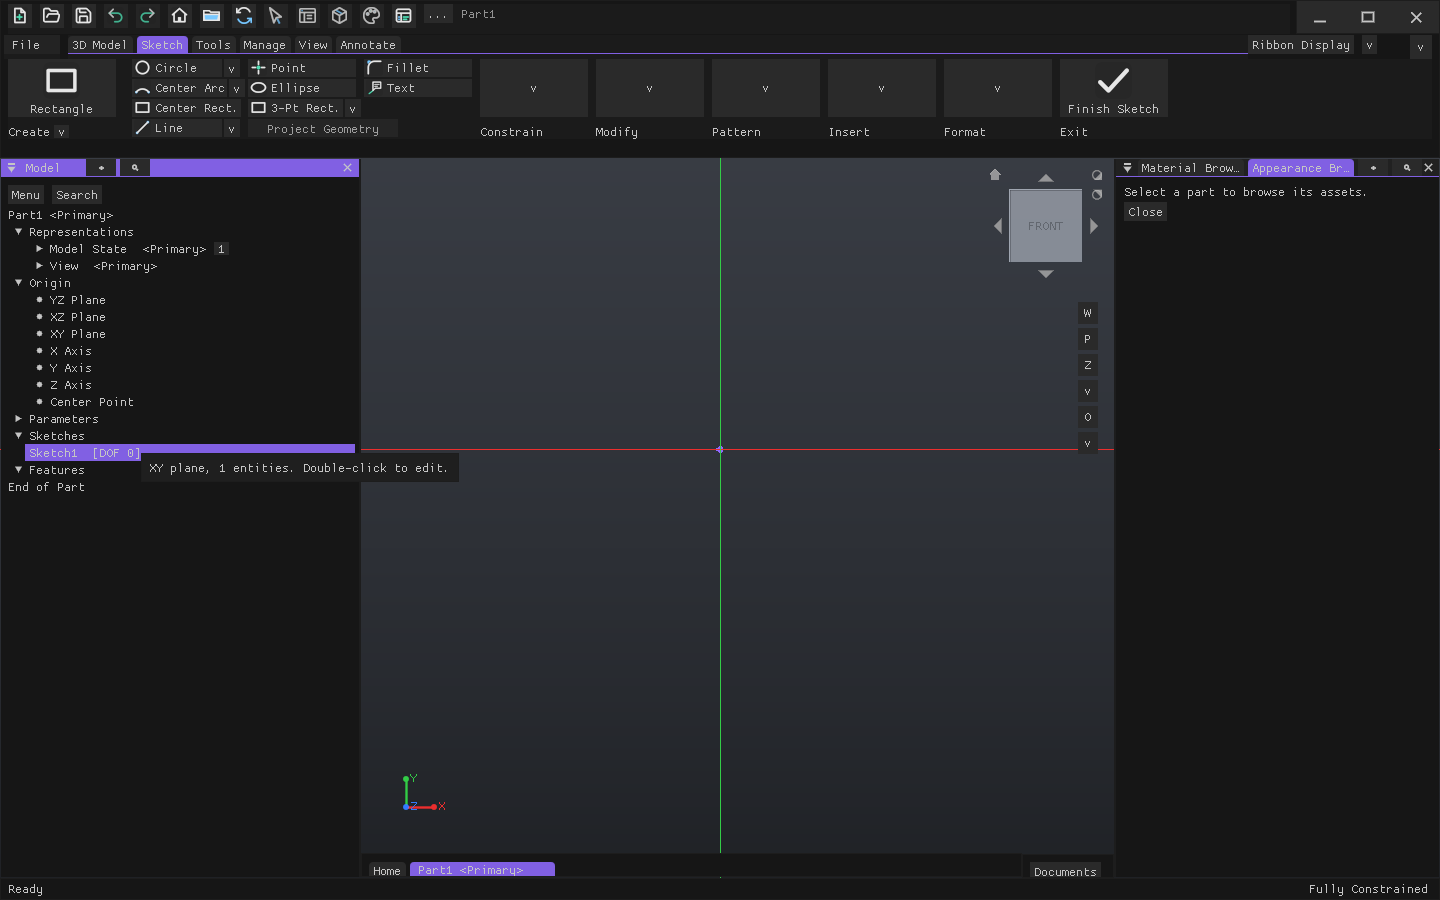 ... Part1
File 3D Model Sketch Tools Manage View Annotate Ribbon Display v v
Circle v Point Fillet
Center Arc v Ellipse Text v v v v v
Rectangle Center Rect. 3-Pt Rect. v Finish Sketch
Create v Line v Project Geometry Constrain Modify Pattern Insert Format Exit
Model Material Brow… Appearance Br…
Menu Search
Select a part to browse its assets.
Close
Part1 <Primary>
Representations
Model State <Primary> 1
View <Primary>
Origin
YZ Plane
XZ Plane
XY Plane
X Axis
Y Axis
Z Axis
Center Point
Parameters
Sketches
Sketch1 [DOF 0]
XY plane, 1 entities. Double-click to edit.
Features
End of Part
FRONT
W
P
Z
v
O
v
Y
Z X
Home Part1 <Primary> Documents
Ready Fully Constrained